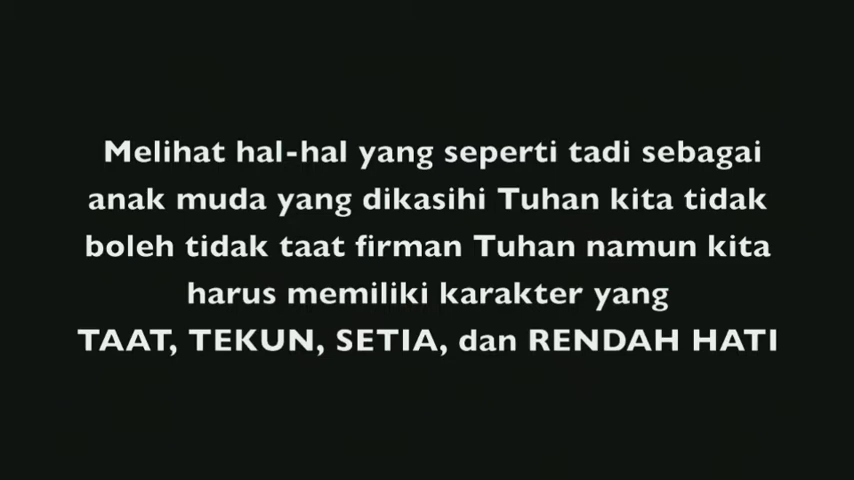 Melihat hal-hal yang seperti tadi sebagai
anak muda yang dikasihi Tuhan kita tidak
boleh tidak taat firman Tuhan namun kita
harus memiliki karakter yang
TAAT, TEKUN, SETIA, dan RENDAH HATI